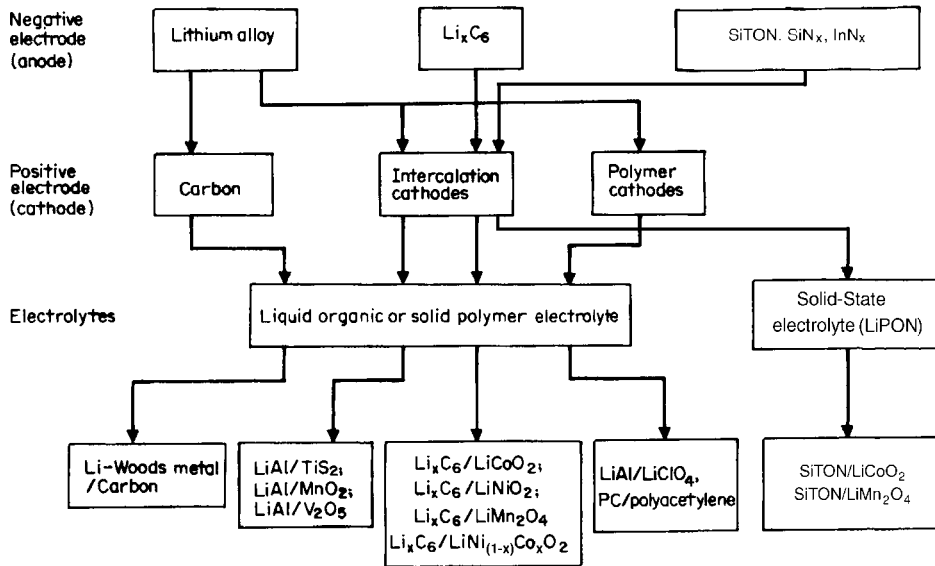 Negative
electrode
(anode)
Lithium alloy
LiₓC₆
SiTON. SiNₓ, InNₓ
Positive
electrode
(cathode)
Carbon
Intercalation
cathodes
Polymer
cathodes
Electrolytes
Liquid organic or solid polymer electrolyte
Solid-State
electrolyte (LiPON)
Li-Woods metal
/Carbon
LiAl/TiS₂;
LiAl/MnO₂;
LiAl/V₂O₅
LiₓC₆/LiCoO₂;
LiₓC₆/LiNiO₂;
LiₓC₆/LiMn₂O₄
LiₓC₆/LiNi₍₁₋ₓ₎CoₓO₂
LiAl/LiClO₄,
PC/polyacetylene
SiTON/LiCoO₂
SiTON/LiMn₂O₄